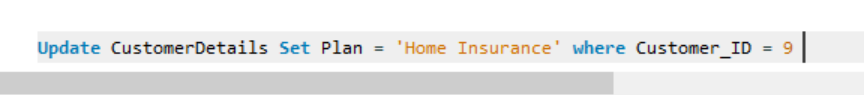 Update CustomerDetails Set Plan = 'Home Insurance' where Customer_ID = 9